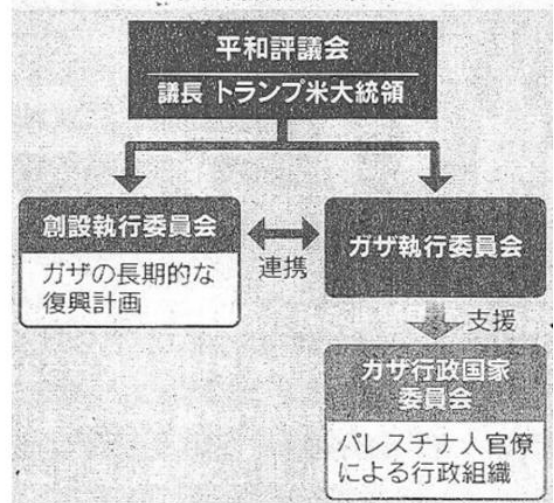 平和評議会
議長 トランプ米大統領
創設執行委員会
ガザの長期的な
復興計画
連携
ガザ執行委員会
支援
ガザ行政国家
委員会
パレスチナ人官僚
による行政組織